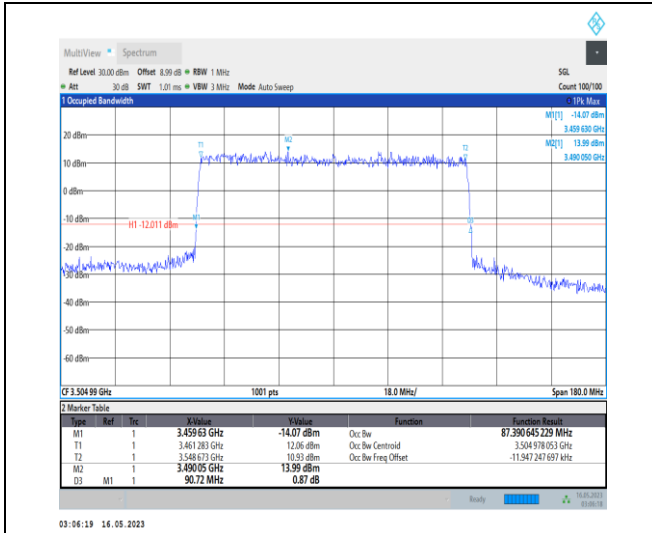 MultiView Spectrum
Ref Level 30.00 dBm Offset 8.99 dB RBW 1 MHz SGL
Att 30 dB SWT 1.01 ms VBW 3 MHz Mode Auto Sweep Count 100/100
1 Occupied Bandwidth 1Pk Max
M1[1] -14.07 dBm
3.459 630 GHz
M2[1] 13.99 dBm
3.490 050 GHz
20 dBm
T1
M2
T2
10 dBm
0 dBm
-10 dBm
M1
H1 -12.011 dBm
D3
-20 dBm
-30 dBm
-40 dBm
-50 dBm
-60 dBm
CF 3.504 99 GHz 1001 pts 18.0 MHz/ Span 180.0 MHz
2 Marker Table
Type Ref Trc X-Value Y-Value Function Function Result
M1 1 3.459 63 GHz -14.07 dBm Occ Bw 87.390 645 229 MHz
T1 1 3.461 283 GHz 12.06 dBm Occ Bw Centroid 3.504 978 053 GHz
T2 1 3.548 673 GHz 10.93 dBm Occ Bw Freq Offset -11.947 247 697 kHz
M2 1 3.490 05 GHz 13.99 dBm
D3 M1 1 90.72 MHz 0.87 dB
Ready 16.05.2023
03:06:18
03:06:19 16.05.2023